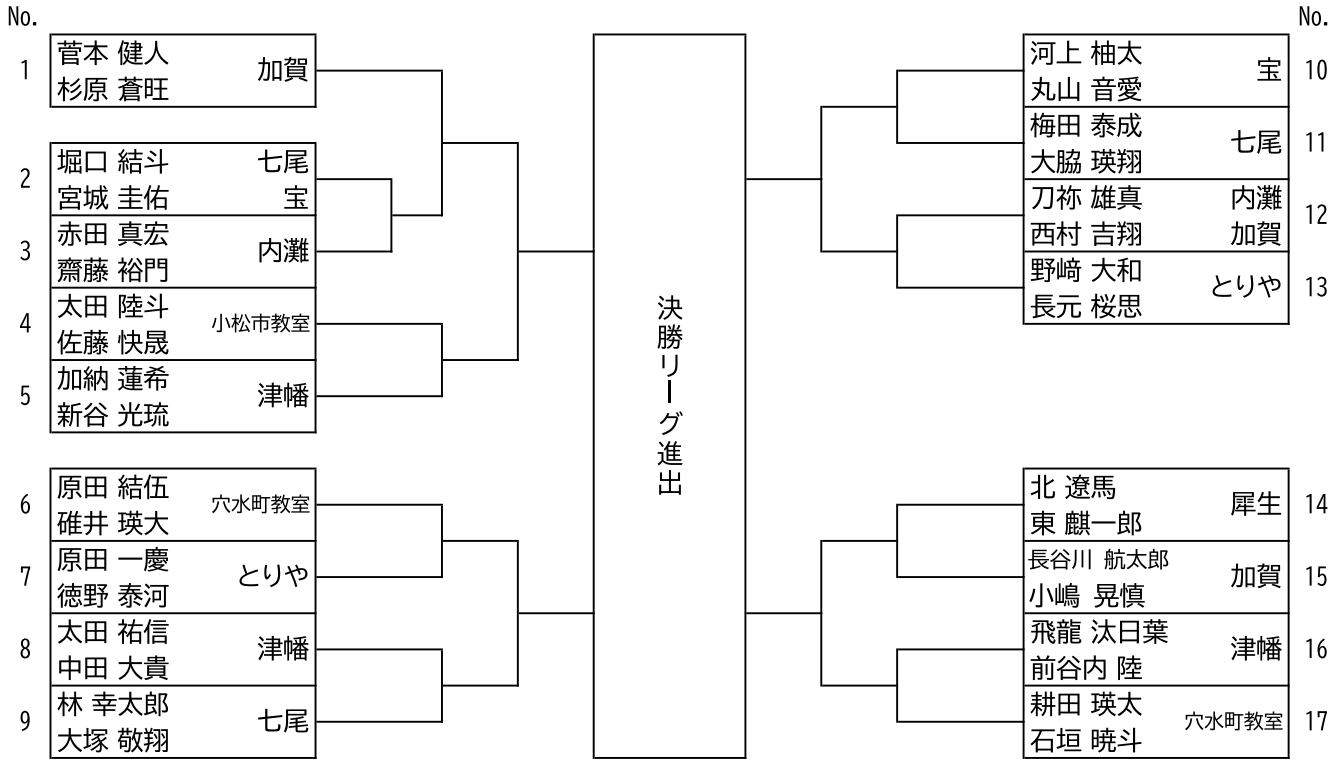 No.
1
菅本 健人
杉原 蒼旺
加賀
2
堀口 結斗 七尾
宮城 圭佑 宝
3
赤田 真宏
齋藤 裕門
内灘
4
太田 陸斗
佐藤 快晟
小松市教室
5
加納 蓮希
新谷 光琉
津幡
6
原田 結伍
碓井 瑛大
穴水町教室
7
原田 一慶
徳野 泰河
とりや
8
太田 祐信
中田 大貴
津幡
9
林 幸太郎
大塚 敬翔
七尾
決勝リーグ進出
No.
河上 柚太
丸山 音愛
宝
10
梅田 泰成
大脇 瑛翔
七尾
11
刀祢 雄真 内灘
西村 吉翔 加賀
12
野﨑 大和
長元 桜思
とりや
13
北 遼馬
東 麒一郎
犀生
14
長谷川 航太郎
小嶋 晃慎
加賀
15
飛龍 汰日葉
前谷内 陸
津幡
16
耕田 瑛太
石垣 暁斗
穴水町教室
17